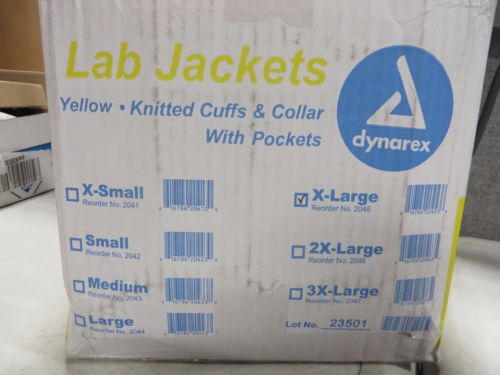 Lab Jackets
Yellow • Knitted Cuffs & Collar
With Pockets
dynarex
X-Small
Reorder No. 2041
Small
Reorder No. 2042
Medium
Reorder No. 2043
Large
Reorder No. 2044
X-Large
Reorder No. 2045
2X-Large
Reorder No. 2046
3X-Large
Reorder No. 2047
Lot No. 23501